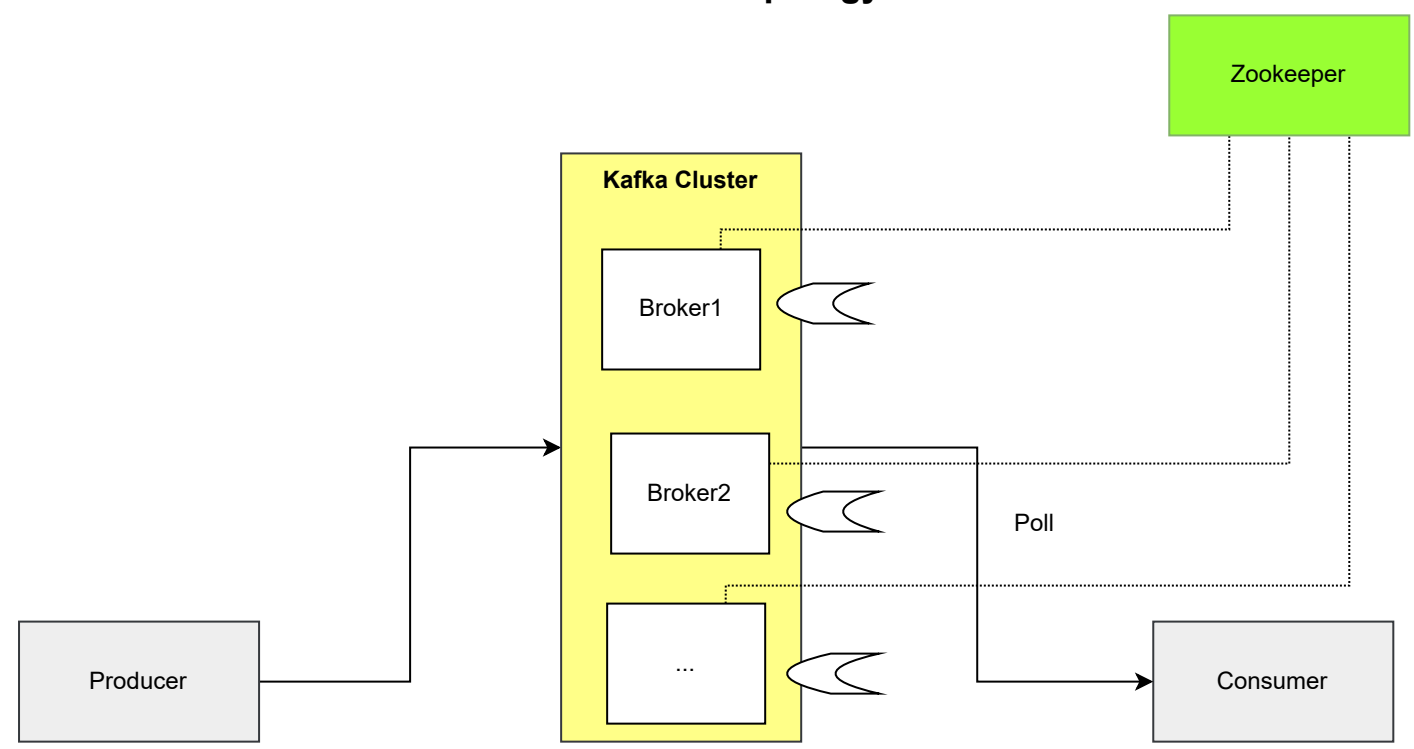 Zookeeper
Kafka Cluster
Broker1
Broker2
Poll
...
Producer
Consumer